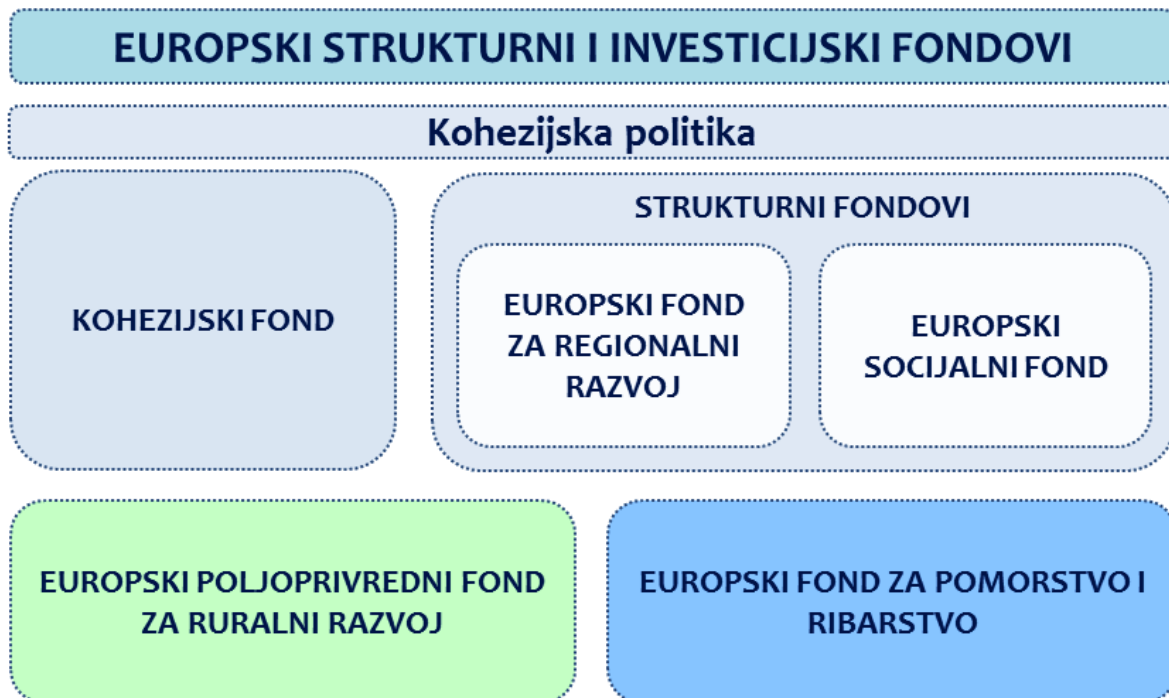 EUROPSKI STRUKTURNI I INVESTICIJSKI FONDOVI
Kohezijska politika
KOHEZIJSKI FOND
STRUKTURNI FONDOVI
EUROPSKI FOND
ZA REGIONALNI
RAZVOJ
EUROPSKI
SOCIJALNI FOND
EUROPSKI POLJOPRIVREDNI FOND
ZA RURALNI RAZVOJ
EUROPSKI FOND ZA POMORSTVO I
RIBARSTVO